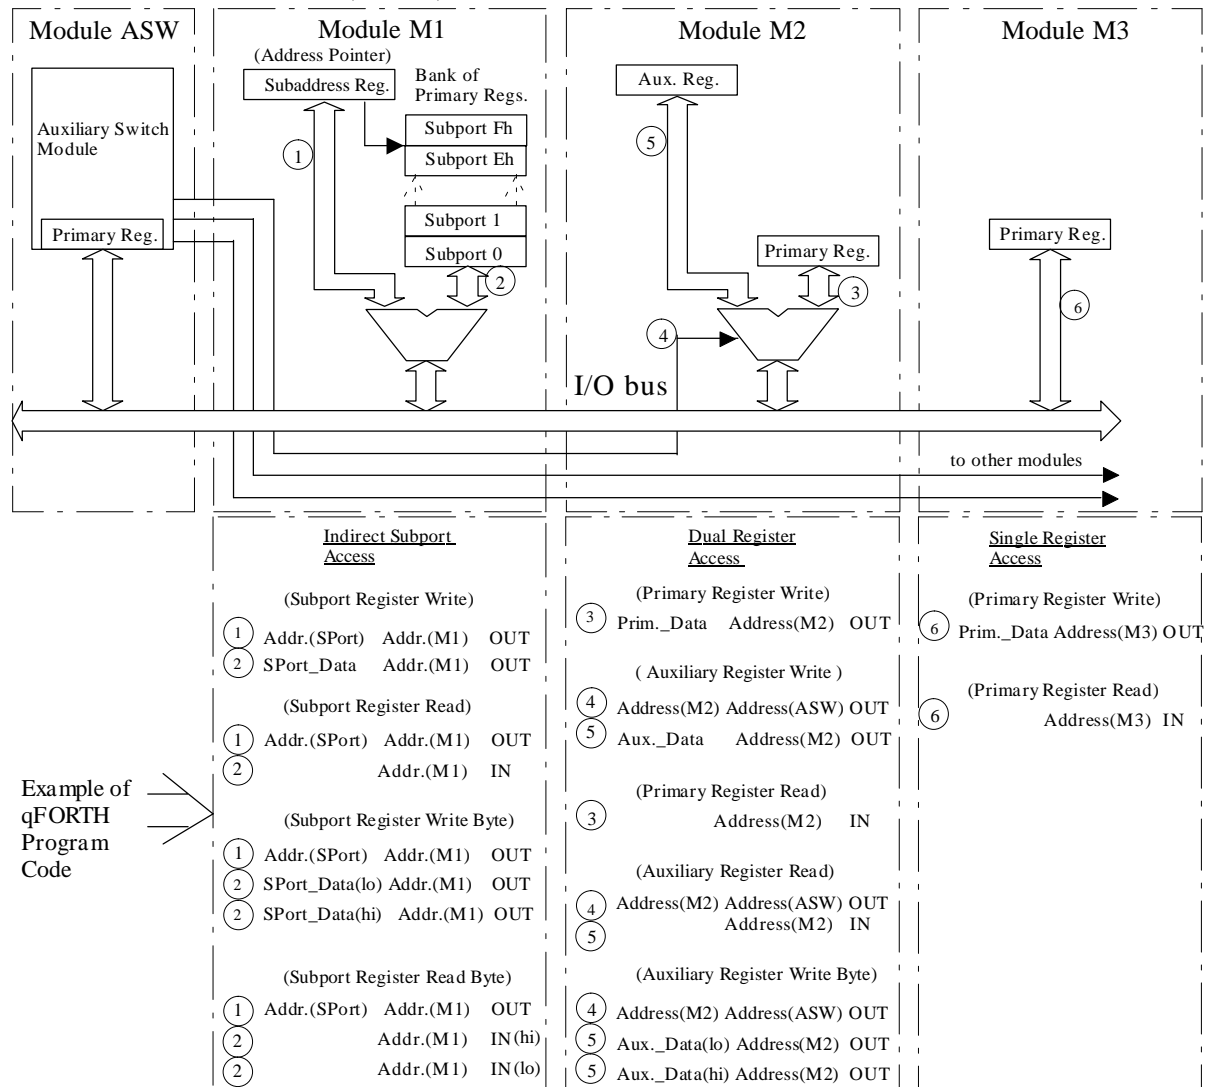 Module ASW
Auxiliary Switch
Module
Primary Reg.
Module M1
(Address Pointer)
Subaddress Reg.
Bank of
Primary Regs.
Subport Fh
Subport Eh
Subport 1
Subport 0
1
2
Module M2
Aux. Reg.
5
Primary Reg.
3
4
Module M3
Primary Reg.
6
I/O bus
to other modules
Example of
qFORTH
Program
Code
Indirect Subport
Access
(Subport Register Write)
1 Addr.(SPort) Addr.(M1) OUT
2 SPort_Data Addr.(M1) OUT
(Subport Register Read)
1 Addr.(SPort) Addr.(M1) OUT
2 Addr.(M1) IN
(Subport Register Write Byte)
1 Addr.(SPort) Addr.(M1) OUT
2 SPort_Data(lo) Addr.(M1) OUT
2 SPort_Data(hi) Addr.(M1) OUT
(Subport Register Read Byte)
1 Addr.(SPort) Addr.(M1) OUT
2 Addr.(M1) IN(hi)
2 Addr.(M1) IN(lo)
Dual Register
Access
(Primary Register Write)
3 Prim._Data Address(M2) OUT
( Auxiliary Register Write )
4 Address(M2) Address(ASW) OUT
5 Aux._Data Address(M2) OUT
(Primary Register Read)
3 Address(M2) IN
(Auxiliary Register Read)
4 Address(M2) Address(ASW) OUT
5 Address(M2) IN
(Auxiliary Register Write Byte)
4 Address(M2) Address(ASW) OUT
5 Aux._Data(lo) Address(M2) OUT
5 Aux._Data(hi) Address(M2) OUT
Single Register
Access
(Primary Register Write)
6 Prim._Data Address(M3) OUT
(Primary Register Read)
6 Address(M3) IN